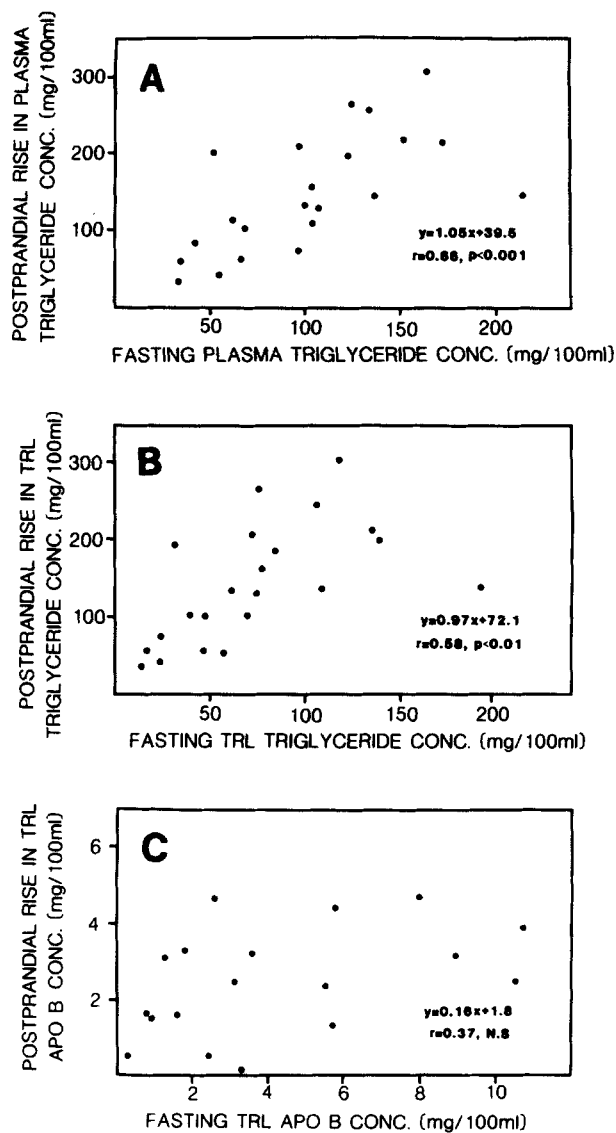 A
POSTPRANDIAL RISE IN PLASMA
TRIGLYCERIDE CONC. (mg/100ml)
300
200
100
y=1.05x+39.5
r=0.66, p<0.001
50 100 150 200
FASTING PLASMA TRIGLYCERIDE CONC. (mg/100ml)
B
POSTPRANDIAL RISE IN TRL
TRIGLYCERIDE CONC. (mg/100ml)
300
200
100
y=0.97x+72.1
r=0.58, p<0.01
50 100 150 200
FASTING TRL TRIGLYCERIDE CONC. (mg/100ml)
C
POSTPRANDIAL RISE IN TRL
APO B CONC. (mg/100ml)
6
4
2
y=0.16x+1.8
r=0.37, N.S
2 4 6 8 10
FASTING TRL APO B CONC. (mg/100ml)